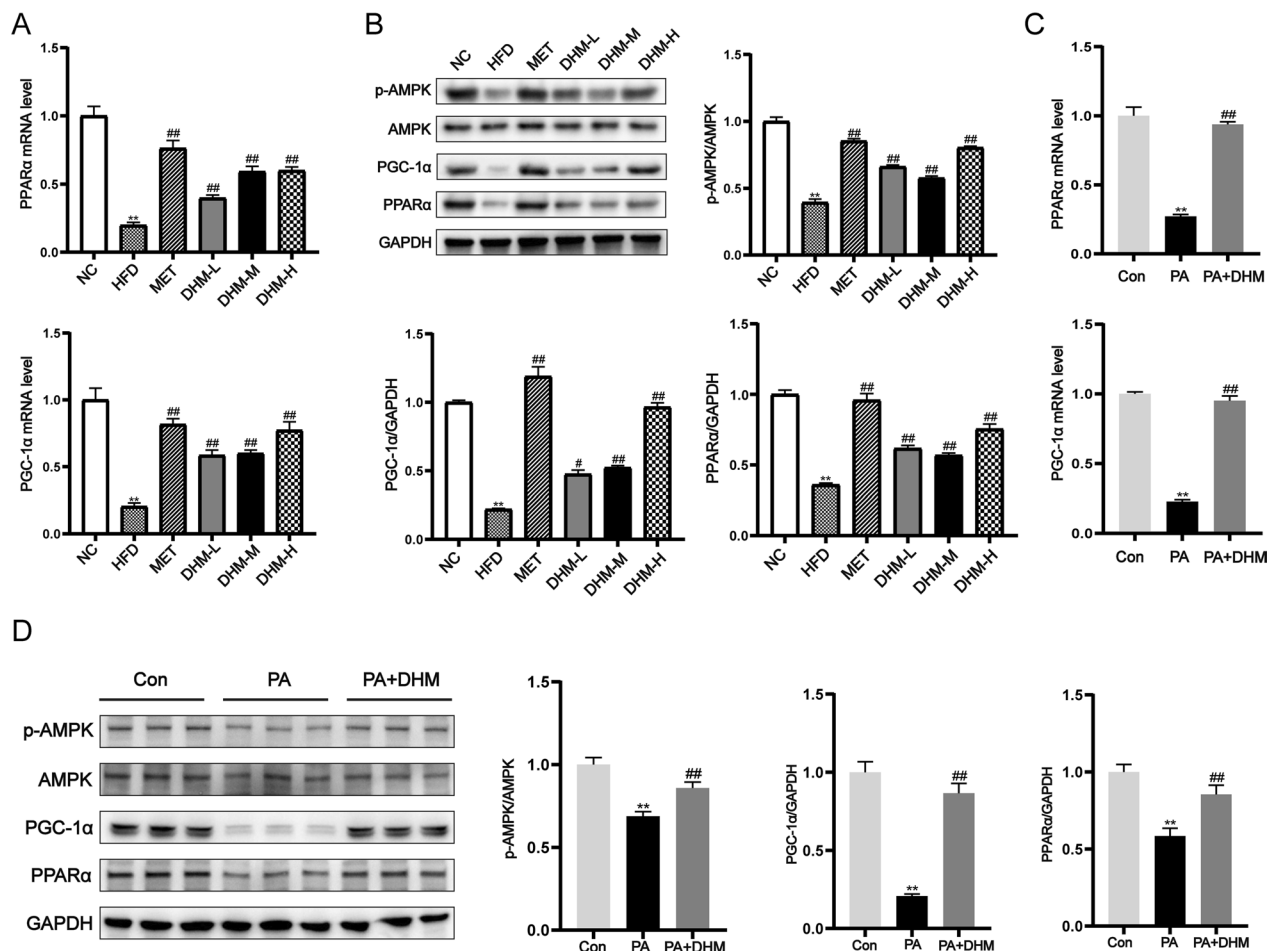 A
PPARα mRNA level
1.5
1.0
0.5
0.0
**
##
##
##
##
NC
HFD
MET
DHM-L
DHM-M
DHM-H
PGC-1α mRNA level
1.5
1.0
0.5
0.0
**
##
##
##
##
NC
HFD
MET
DHM-L
DHM-M
DHM-H
B
NC
HFD
MET
DHM-L
DHM-M
DHM-H
p-AMPK
AMPK
PGC-1α
PPARα
GAPDH
p-AMPK/AMPK
1.5
1.0
0.5
0.0
**
##
##
##
##
NC
HFD
MET
DHM-L
DHM-M
DHM-H
PGC-1α/GAPDH
1.5
1.0
0.5
0.0
**
##
#
##
##
NC
HFD
MET
DHM-L
DHM-M
DHM-H
PPARα/GAPDH
1.5
1.0
0.5
0.0
**
##
##
##
##
NC
HFD
MET
DHM-L
DHM-M
DHM-H
C
PPARα mRNA level
1.5
1.0
0.5
0.0
**
##
Con
PA
PA+DHM
PGC-1α mRNA level
1.5
1.0
0.5
0.0
**
##
Con
PA
PA+DHM
D
Con
PA
PA+DHM
p-AMPK
AMPK
PGC-1α
PPARα
GAPDH
p-AMPK/AMPK
1.5
1.0
0.5
0.0
**
##
Con
PA
PA+DHM
PGC-1α/GAPDH
1.5
1.0
0.5
0.0
**
##
Con
PA
PA+DHM
PPARα/GAPDH
1.5
1.0
0.5
0.0
**
##
Con
PA
PA+DHM